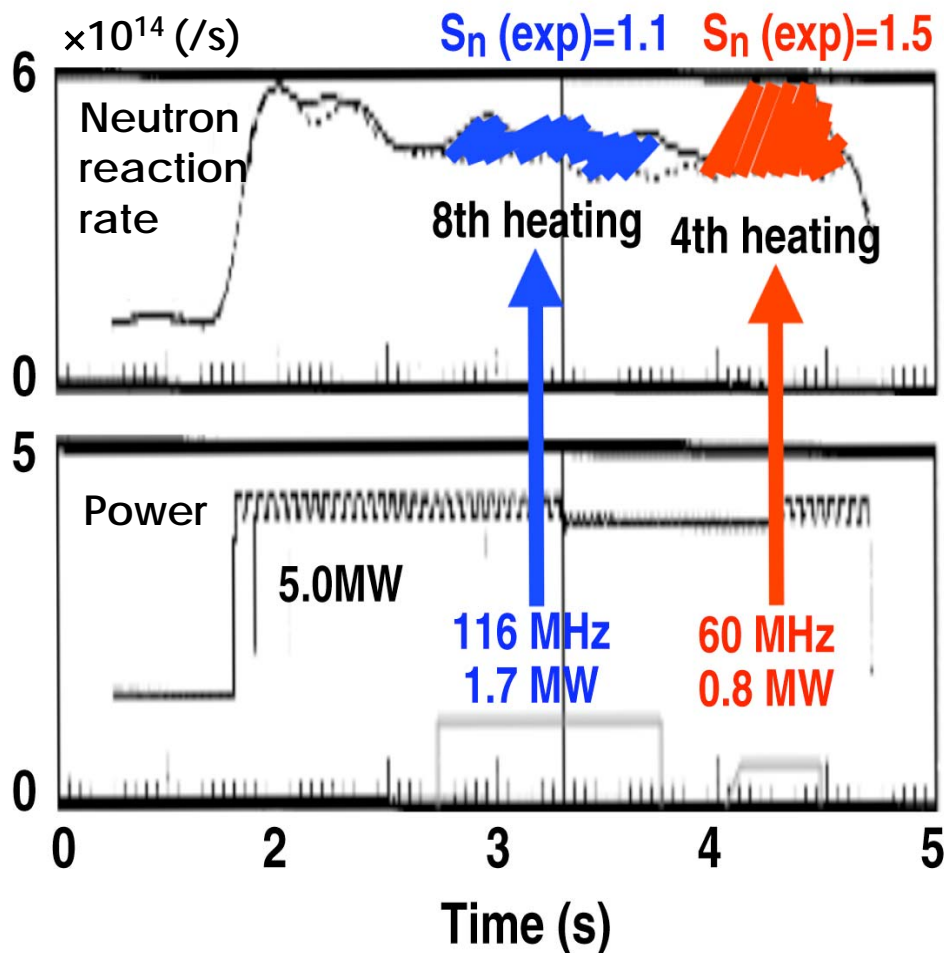 ×10¹⁴ (/s)
Sₙ (exp)=1.1
Sₙ (exp)=1.5
6
Neutron
reaction
rate
8th heating
4th heating
0
5
Power
5.0MW
116 MHz
1.7 MW
60 MHz
0.8 MW
0
0
2
3
4
5
Time (s)